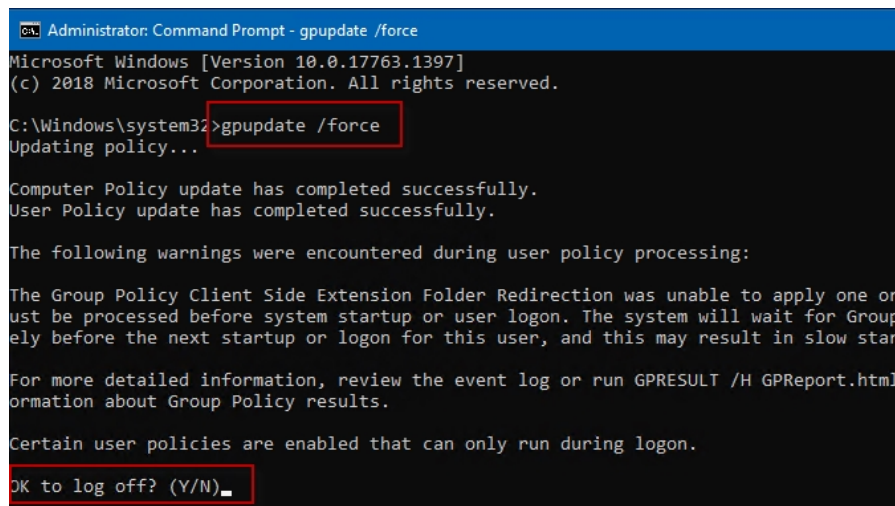 Administrator: Command Prompt - gpupdate /force
Microsoft Windows [Version 10.0.17763.1397]
(c) 2018 Microsoft Corporation. All rights reserved.
C:\Windows\system32>gpupdate /force
Updating policy...
Computer Policy update has completed successfully.
User Policy update has completed successfully.
The following warnings were encountered during user policy processing:
The Group Policy Client Side Extension Folder Redirection was unable to apply one or
ust be processed before system startup or user logon. The system will wait for Group
ely before the next startup or logon for this user, and this may result in slow star
For more detailed information, review the event log or run GPRESULT /H GPReport.html
ormation about Group Policy results.
Certain user policies are enabled that can only run during logon.
OK to log off? (Y/N)